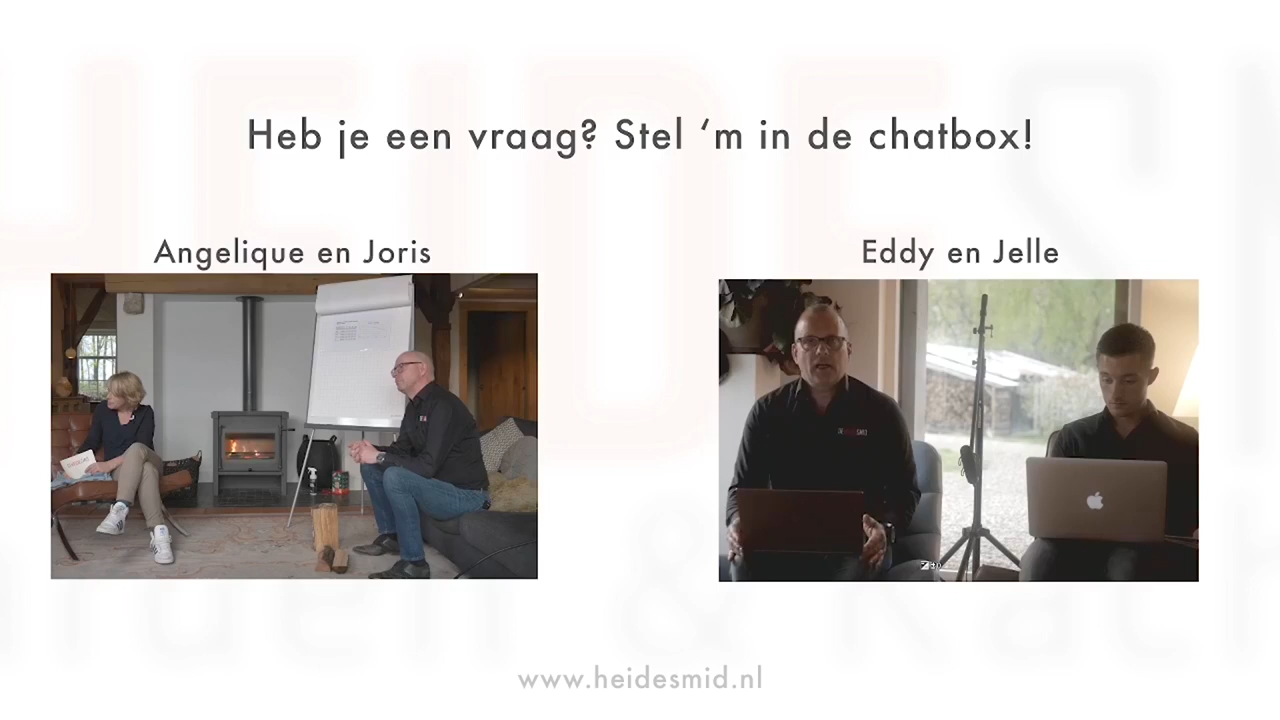 Heb je een vraag? Stel ‘m in de chatbox!
Angelique en Joris
Eddy en Jelle
www.heidesmid.nl